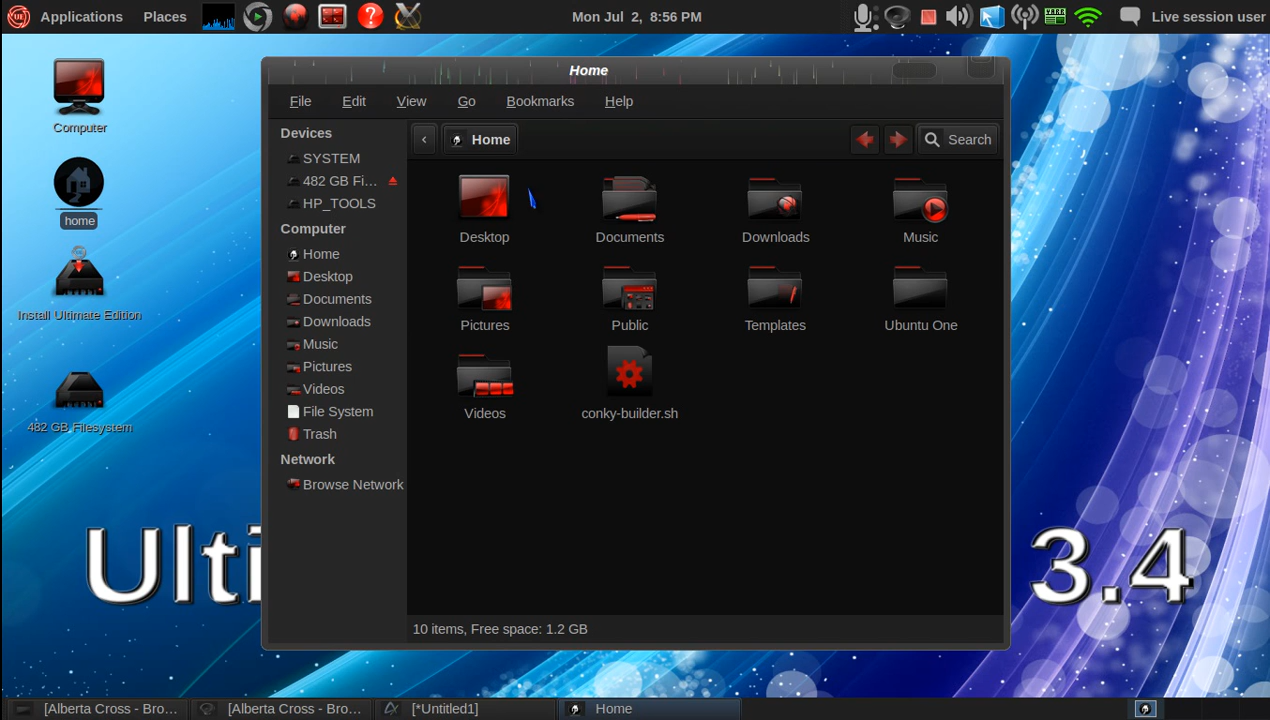 Applications Places Mon Jul 2, 8:56 PM Live session user
Computer
home
Install Ultimate Edition
482 GB Filesystem
Home
File Edit View Go Bookmarks Help
Home Search
Devices
SYSTEM
482 GB Fi...
HP_TOOLS
Computer
Home
Desktop
Documents
Downloads
Music
Pictures
Videos
File System
Trash
Network
Browse Network
Desktop Documents Downloads Music
Pictures Public Templates Ubuntu One
Videos conky-builder.sh
10 items, Free space: 1.2 GB
Ulti 3.4
[Alberta Cross - Bro... [Alberta Cross - Bro... [*Untitled1] Home